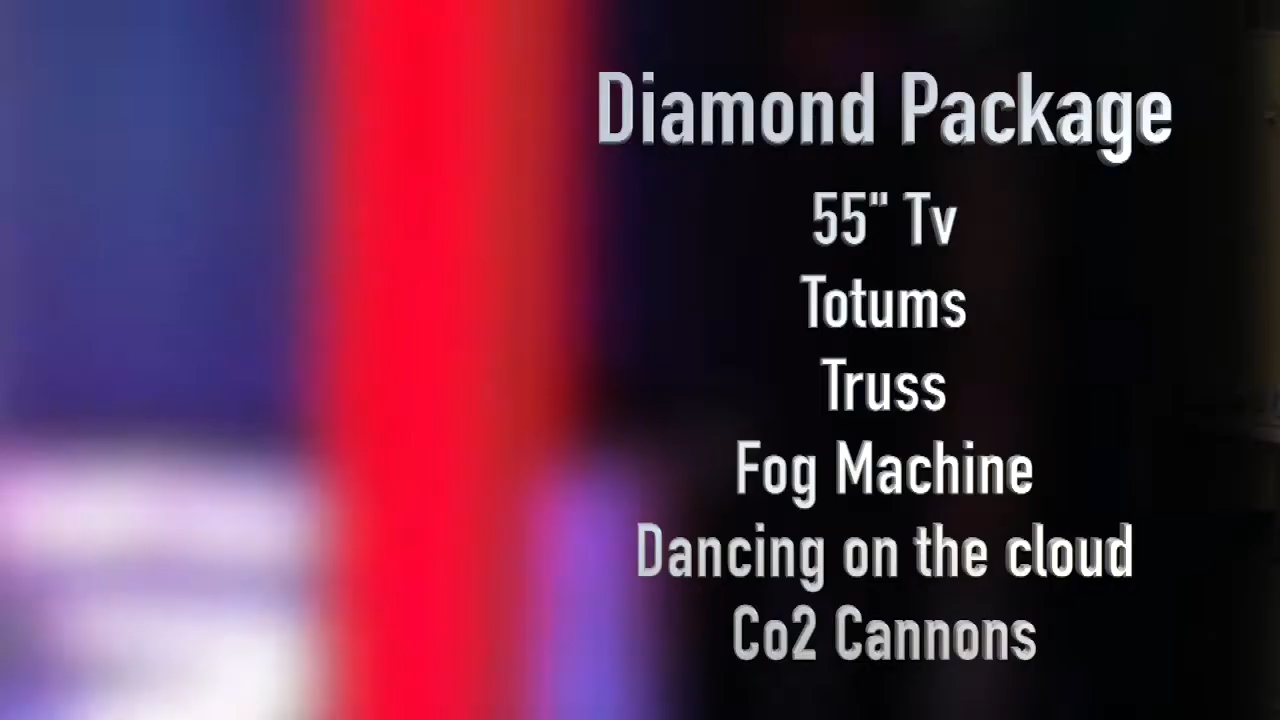 Diamond Package
55" Tv
Totums
Truss
Fog Machine
Dancing on the cloud
Co2 Cannons